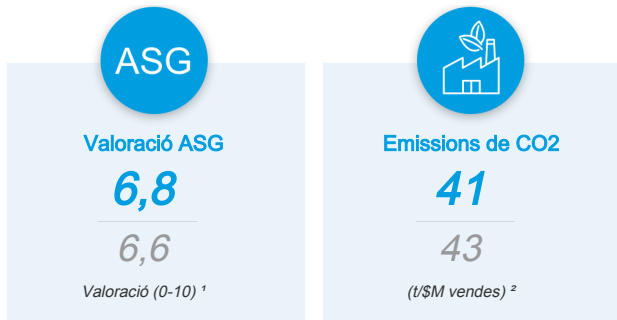 ASG
Valoració ASG
6,8
6,6
Valoració (0-10) ¹
Emissions de CO2
41
43
(t/$M vendes) ²